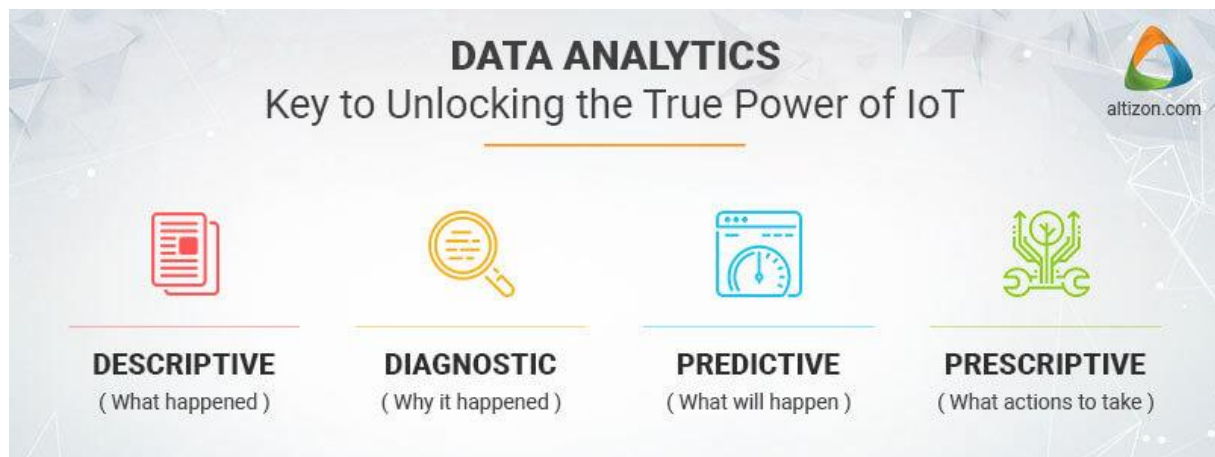 DATA ANALYTICS
Key to Unlocking the True Power of IoT
altizon.com
DESCRIPTIVE
( What happened )
DIAGNOSTIC
( Why it happened )
PREDICTIVE
( What will happen )
PRESCRIPTIVE
( What actions to take )